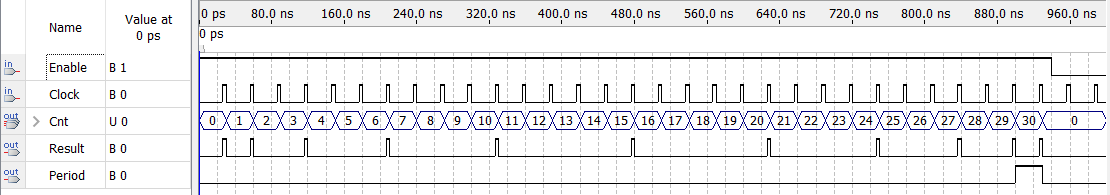 Name Value at 0 ps
0 ps 80.0 ns 160.0 ns 240.0 ns 320.0 ns 400.0 ns 480.0 ns 560.0 ns 640.0 ns 720.0 ns 800.0 ns 880.0 ns 960.0 ns
0 ps
in Enable B 1
in Clock B 0
out Cnt U 0 0 1 2 3 4 5 6 7 8 9 10 11 12 13 14 15 16 17 18 19 20 21 22 23 24 25 26 27 28 29 30 0
out Result B 0
out Period B 0